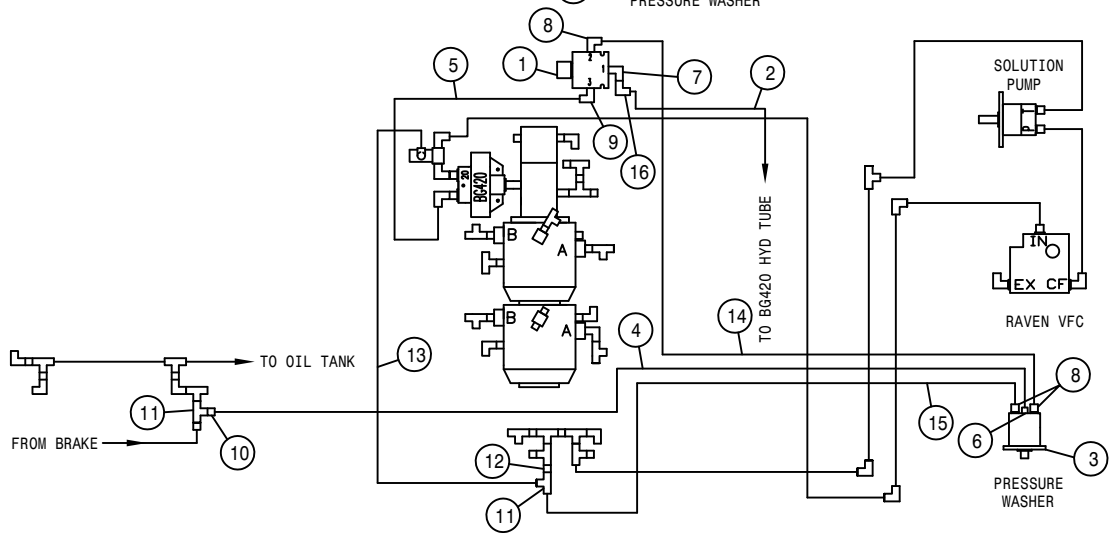 PRESSURE WASHER
8
1
2
1
3
7
5
2
9
16
SOLUTION
PUMP
P T
20
BG420
B
A
B
A
TO BG420 HYD TUBE
IN
EX CF
RAVEN VFC
14
4
13
TO OIL TANK
11
10
FROM BRAKE
15
8
6
3
12
11
PRESSURE
WASHER